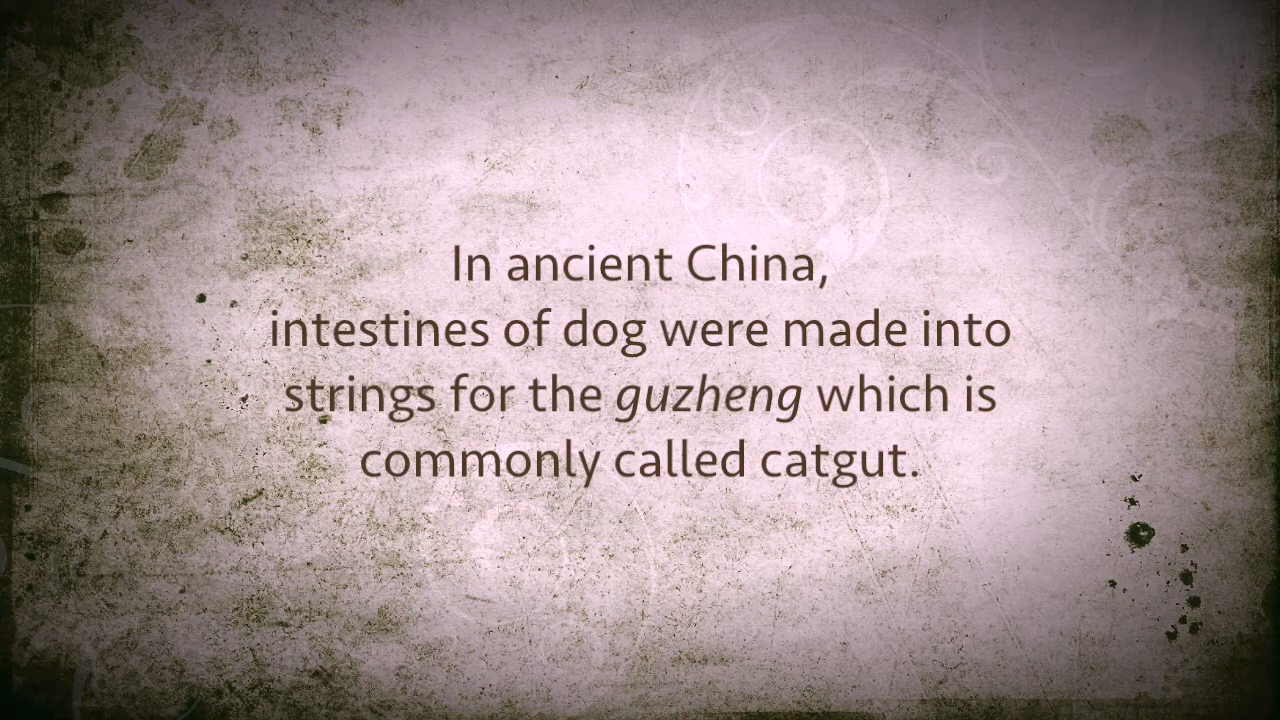 In ancient China,
intestines of dog were made into
strings for the guzheng which is
commonly called catgut.